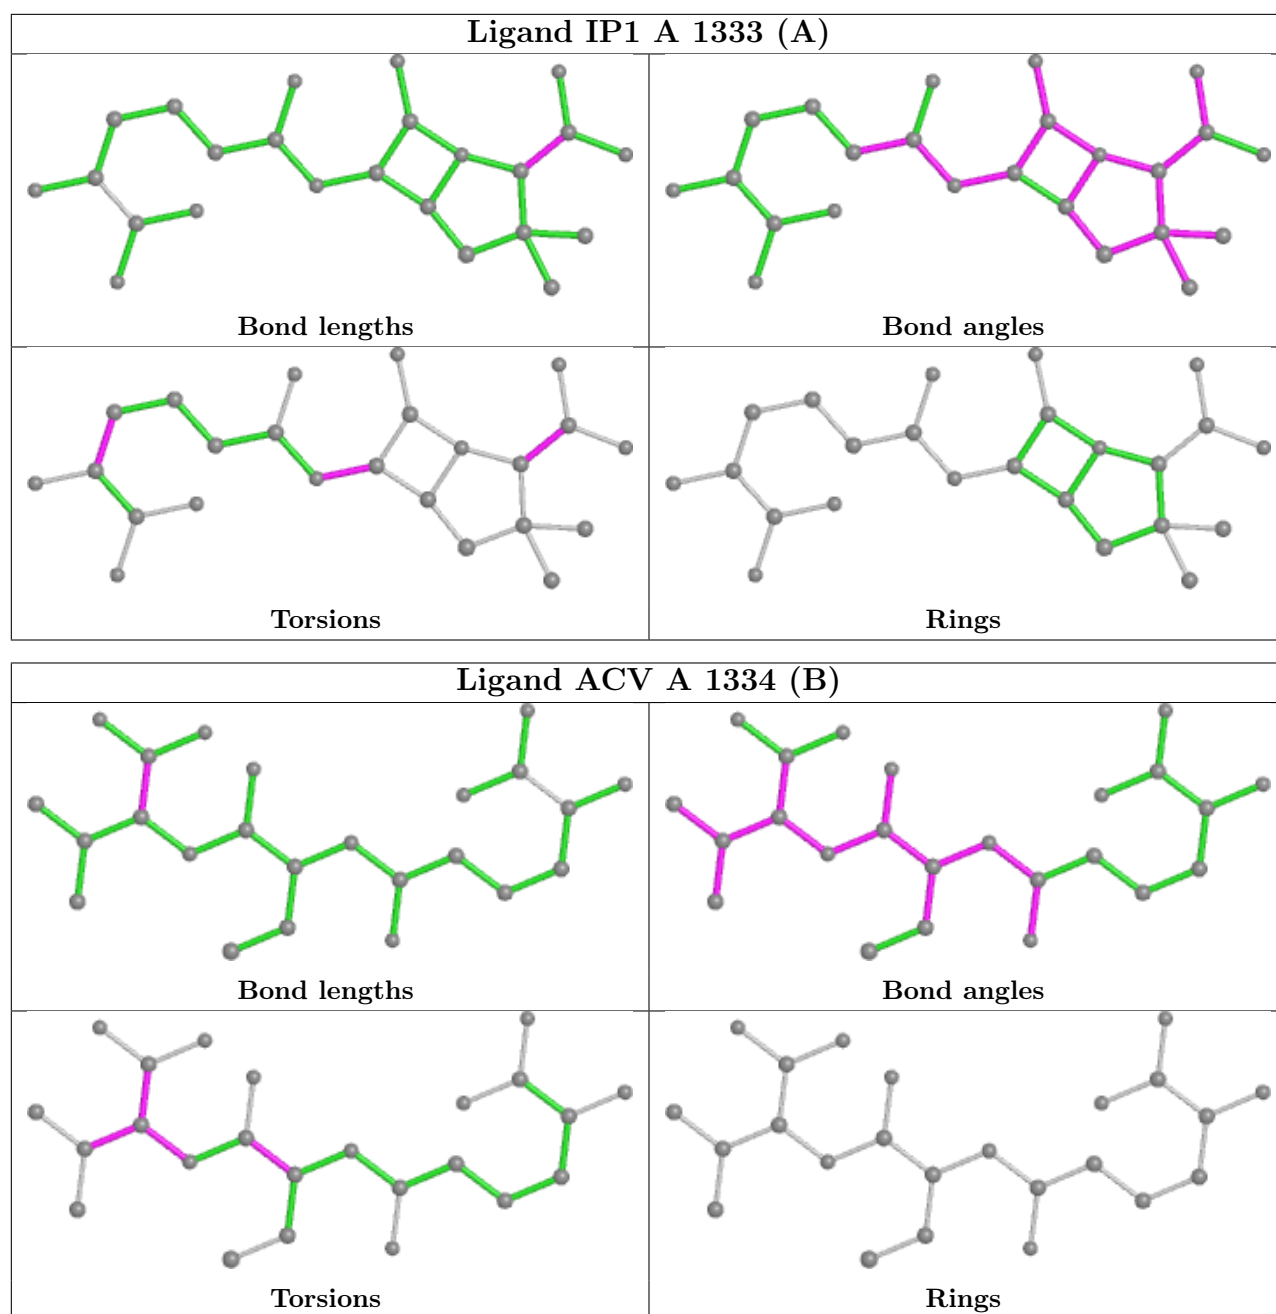 Ligand IP1 A 1333 (A)
Bond lengths
Bond angles
Torsions
Rings
Ligand ACV A 1334 (B)
Bond lengths
Bond angles
Torsions
Rings